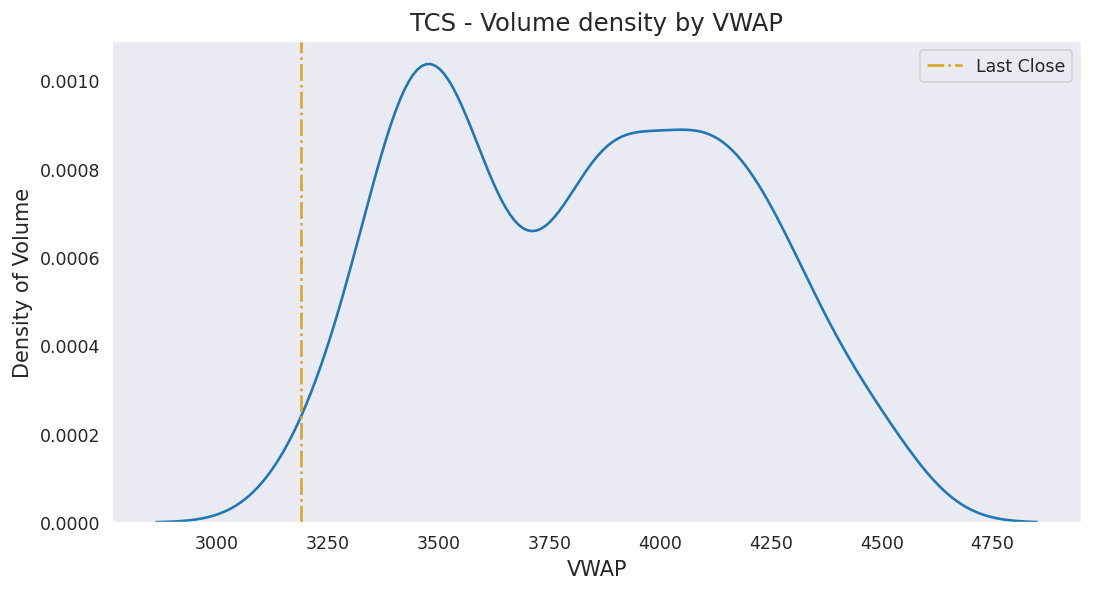 TCS - Volume density by VWAP
Last Close
Density of Volume
0.0010
0.0008
0.0006
0.0004
0.0002
0.0000
3000 3250 3500 3750 4000 4250 4500 4750
VWAP